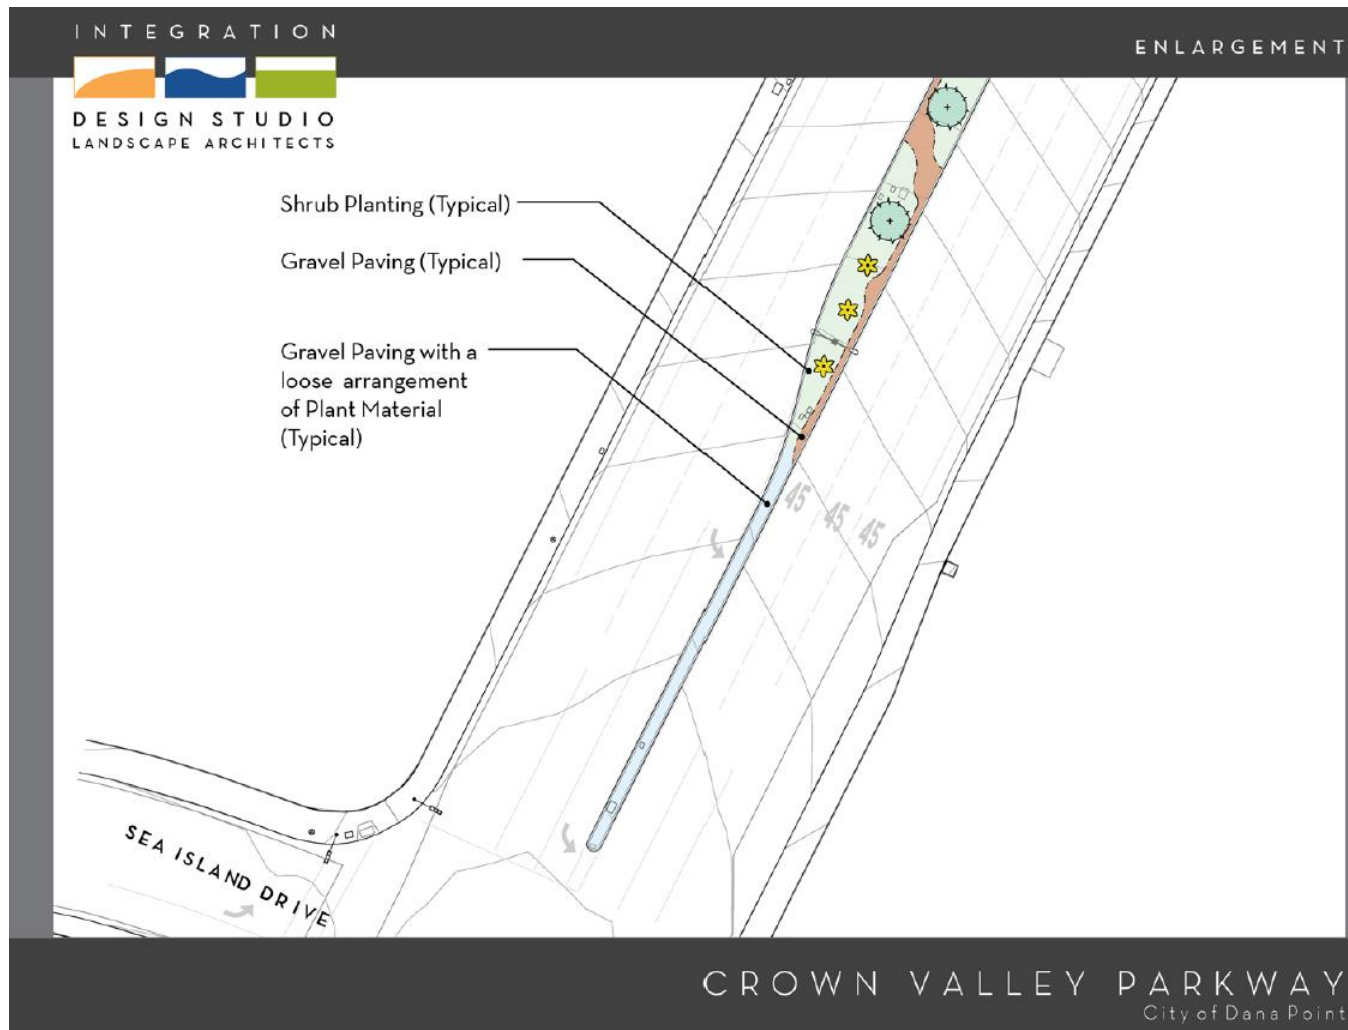 INTEGRATION
DESIGN STUDIO
LANDSCAPE ARCHITECTS
ENLARGEMENT
Shrub Planting (Typical)
Gravel Paving (Typical)
Gravel Paving with a
loose arrangement
of Plant Material
(Typical)
45 45 45
SEA ISLAND DRIVE
CROWN VALLEY PARKWAY
City of Dana Point